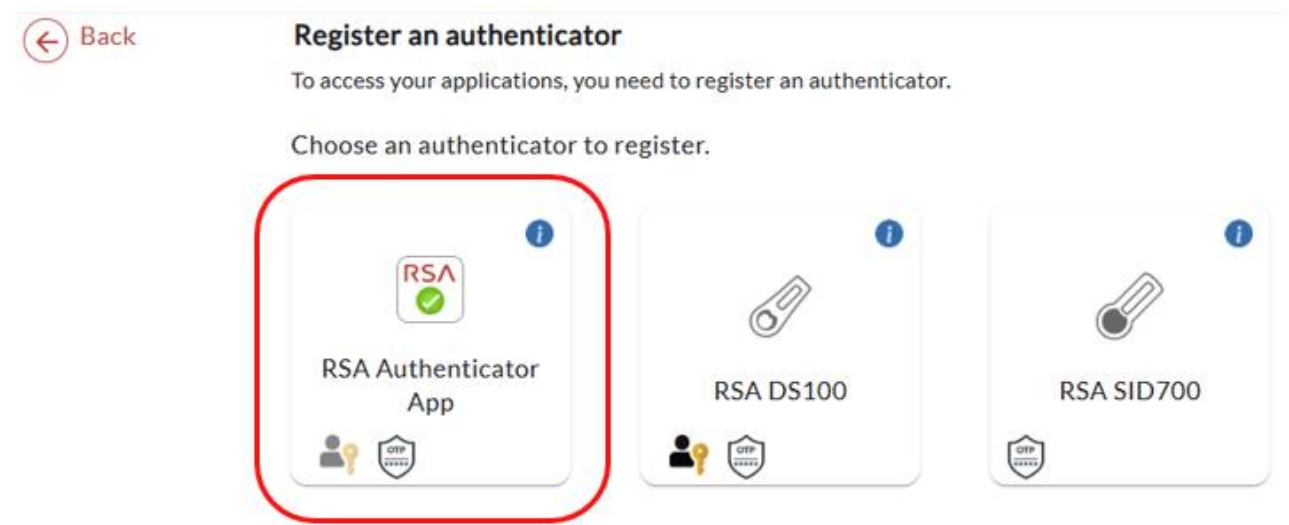 Back
Register an authenticator
To access your applications, you need to register an authenticator.
Choose an authenticator to register.
i
RSA
RSA Authenticator
App
OTP
i
RSA DS100
OTP
i
RSA SID700
OTP